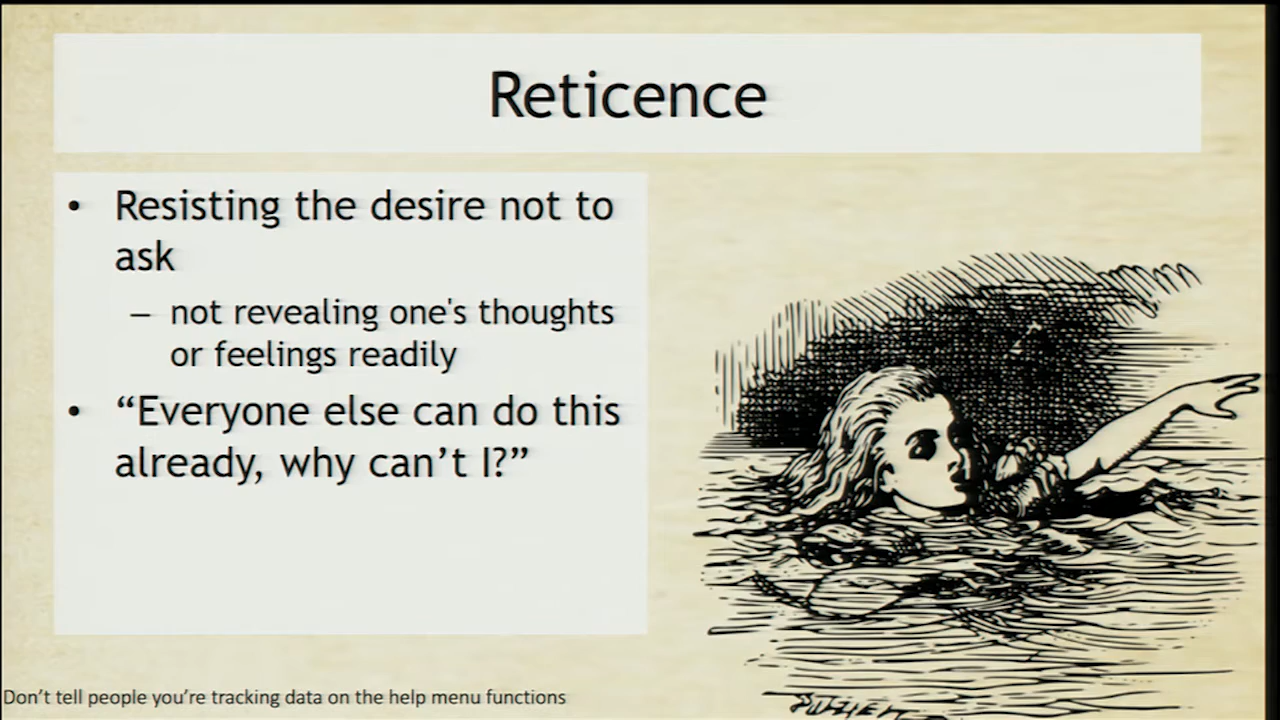 Reticence
• Resisting the desire not to
ask
– not revealing one's thoughts
or feelings readily
• “Everyone else can do this
already, why can’t I?”
Don’t tell people you’re tracking data on the help menu functions